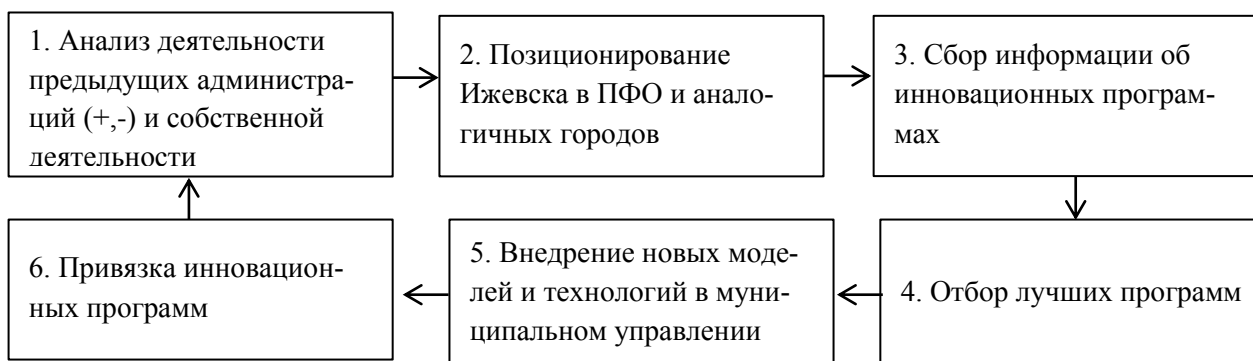 1. Анализ деятельности
предыдущих администра-
ций (+,-) и собственной
деятельности
2. Позиционирование
Ижевска в ПФО и анало-
гичных городов
3. Сбор информации об
инновационных програм-
мах
4. Отбор лучших программ
5. Внедрение новых моде-
лей и технологий в муни-
ципальном управлении
6. Привязка инновацион-
ных программ